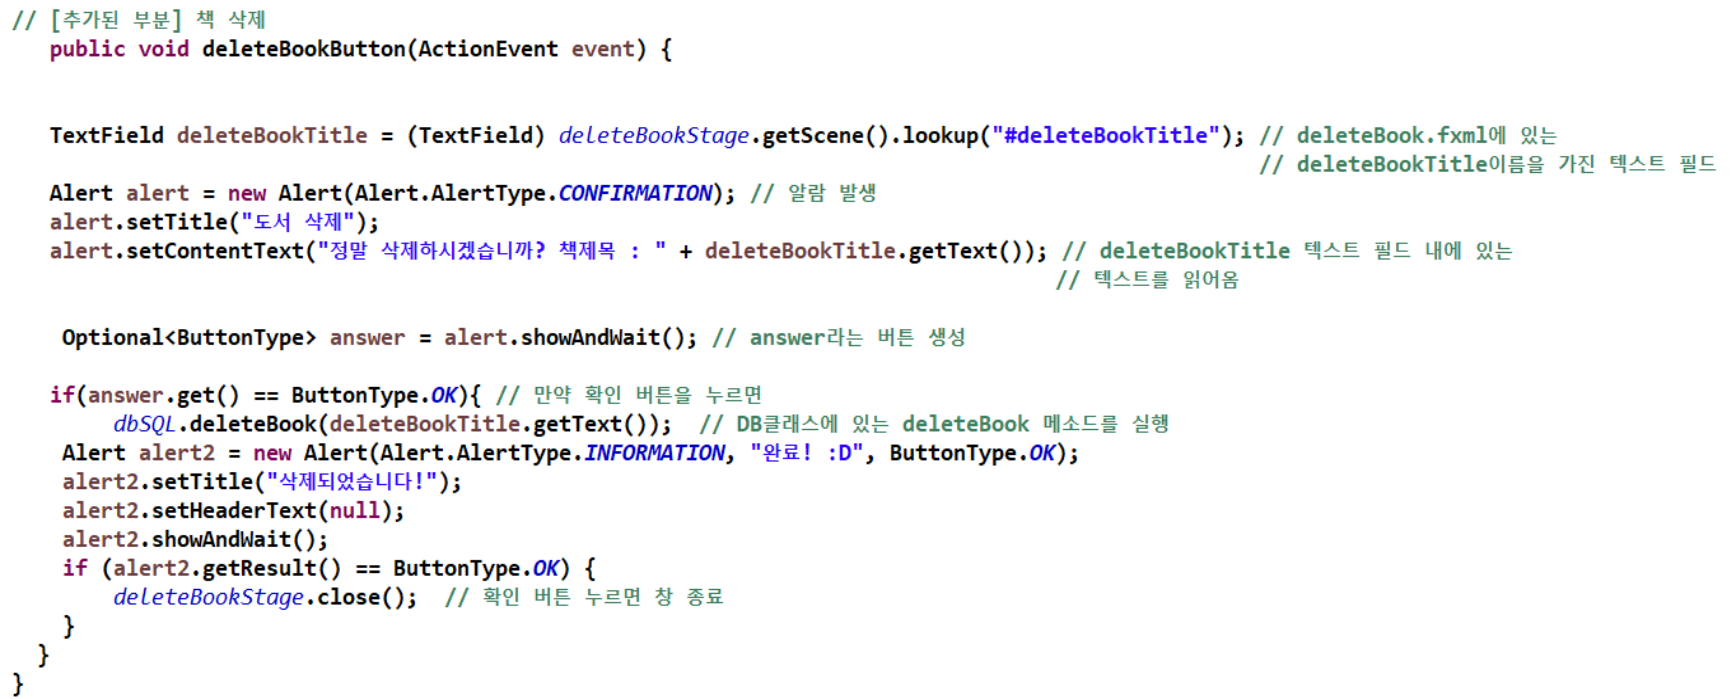 // [추가된 부분] 책 삭제
public void deleteBookButton(ActionEvent event) {
TextField deleteBookTitle = (TextField) deleteBookStage.getScene().lookup("#deleteBookTitle"); // deleteBook.fxml에 있는
// deleteBookTitle이름을 가진 텍스트 필드
Alert alert = new Alert(Alert.AlertType.CONFIRMATION); // 알람 발생
alert.setTitle("도서 삭제");
alert.setContentText("정말 삭제하시겠습니까? 책제목 : " + deleteBookTitle.getText()); // deleteBookTitle 텍스트 필드 내에 있는
// 텍스트를 읽어옴
Optional<ButtonType> answer = alert.showAndWait(); // answer라는 버튼 생성
if(answer.get() == ButtonType.OK){ // 만약 확인 버튼을 누르면
dbSQL.deleteBook(deleteBookTitle.getText()); // DB클래스에 있는 deleteBook 메소드를 실행
Alert alert2 = new Alert(Alert.AlertType.INFORMATION, "완료! :D", ButtonType.OK);
alert2.setTitle("삭제되었습니다!");
alert2.setHeaderText(null);
alert2.showAndWait();
if (alert2.getResult() == ButtonType.OK) {
deleteBookStage.close(); // 확인 버튼 누르면 창 종료
}
}
}